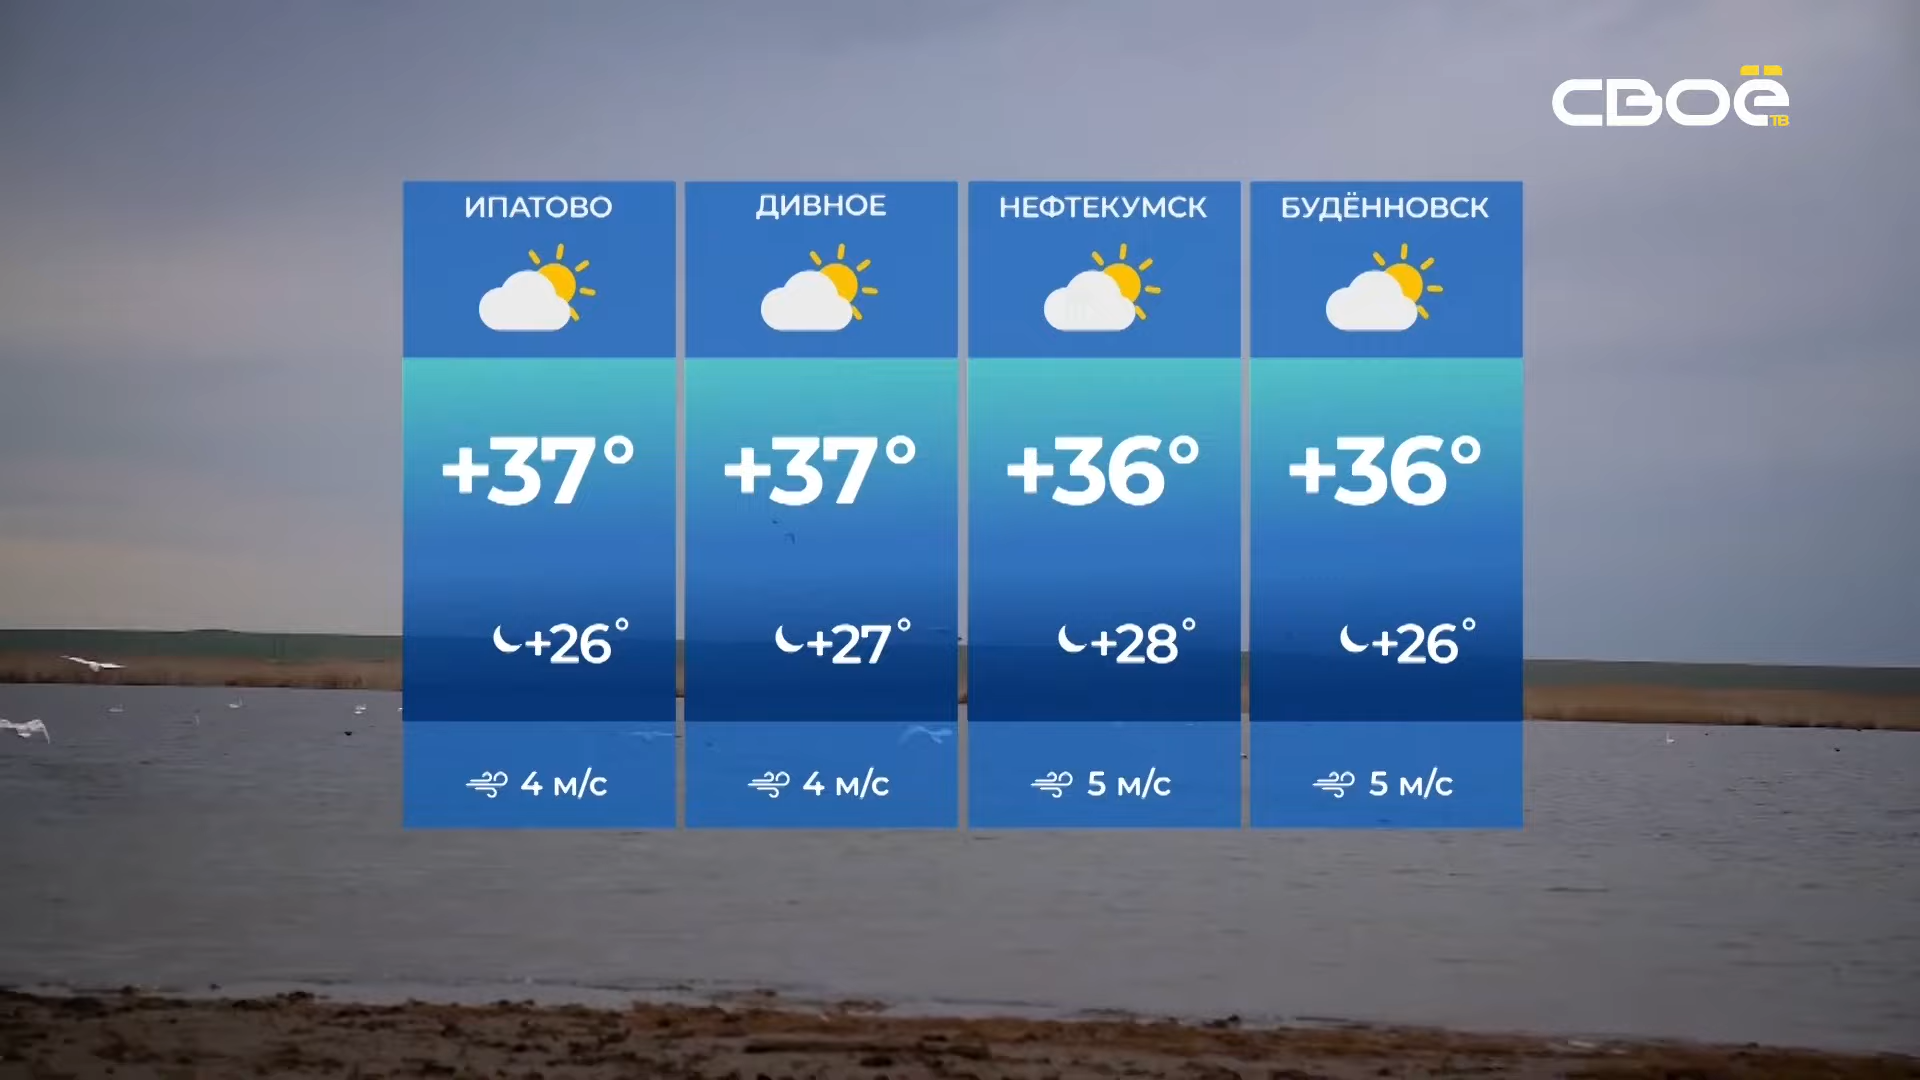 СВОЁ
ТВ
ИПАТОВО
+37°
+26°
4 м/с
ДИВНОЕ
+37°
+27°
4 м/с
НЕФТЕКУМСК
+36°
+28°
5 м/с
БУДЁННОВСК
+36°
+26°
5 м/с